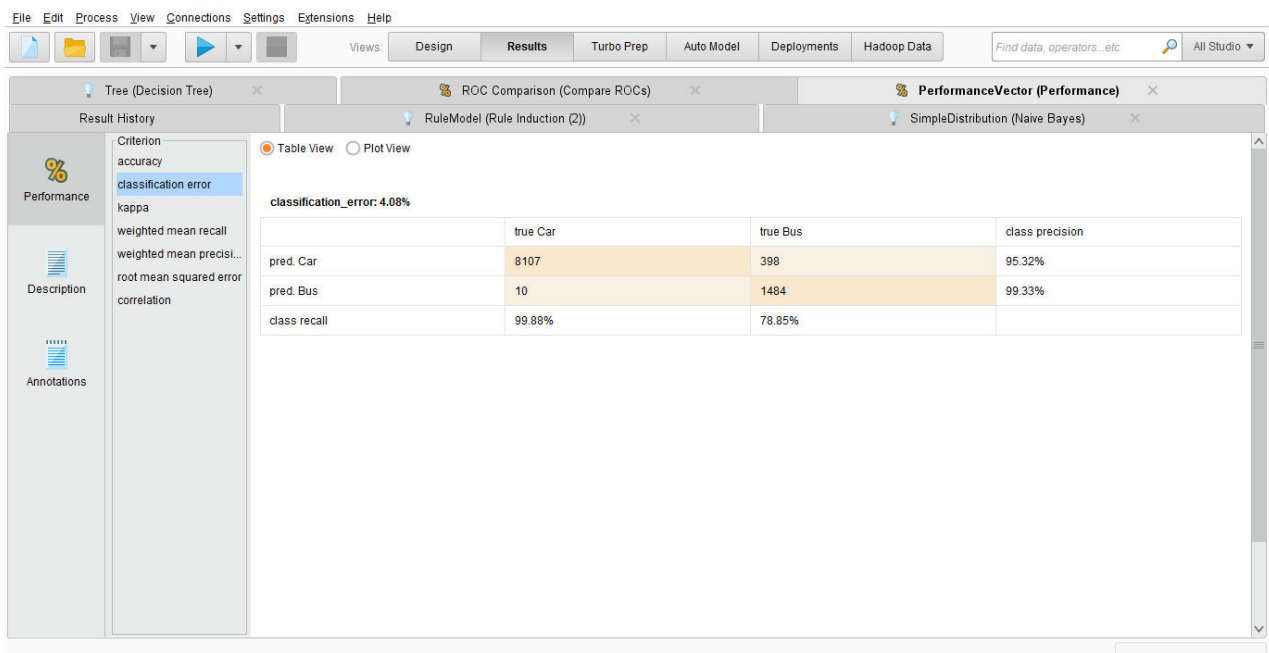 File Edit Process View Connections Settings Extensions Help
Views: Design Results Turbo Prep Auto Model Deployments Hadoop Data Find data, operators...etc All Studio
Tree (Decision Tree) ROC Comparison (Compare ROCs) PerformanceVector (Performance)
Result History RuleModel (Rule Induction (2)) SimpleDistribution (Naive Bayes)
% Performance
Description
Annotations
Criterion
accuracy
classification error
kappa
weighted mean recall
weighted mean precisi...
root mean squared error
correlation
Table View Plot View
classification_error: 4.08%
true Car true Bus class precision
pred. Car 8107 398 95.32%
pred. Bus 10 1484 99.33%
class recall 99.88% 78.85%